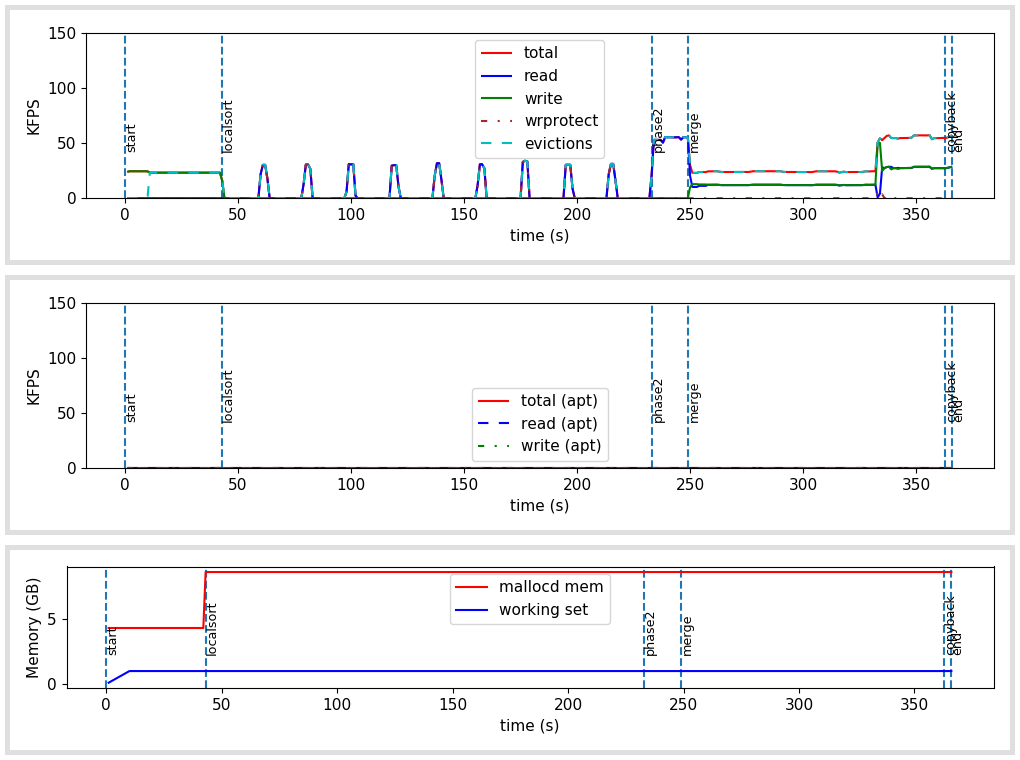 150
100
50
0
KFPS
start
localsort
phase2
merge
copyback
end
total
read
write
wrprotect
evictions
0 50 100 150 200 250 300 350
time (s)
150
100
50
0
KFPS
start
localsort
phase2
merge
copyback
end
total (apt)
read (apt)
write (apt)
0 50 100 150 200 250 300 350
time (s)
5
0
Memory (GB)
start
localsort
phase2
merge
copyback
end
mallocd mem
working set
0 50 100 150 200 250 300 350
time (s)